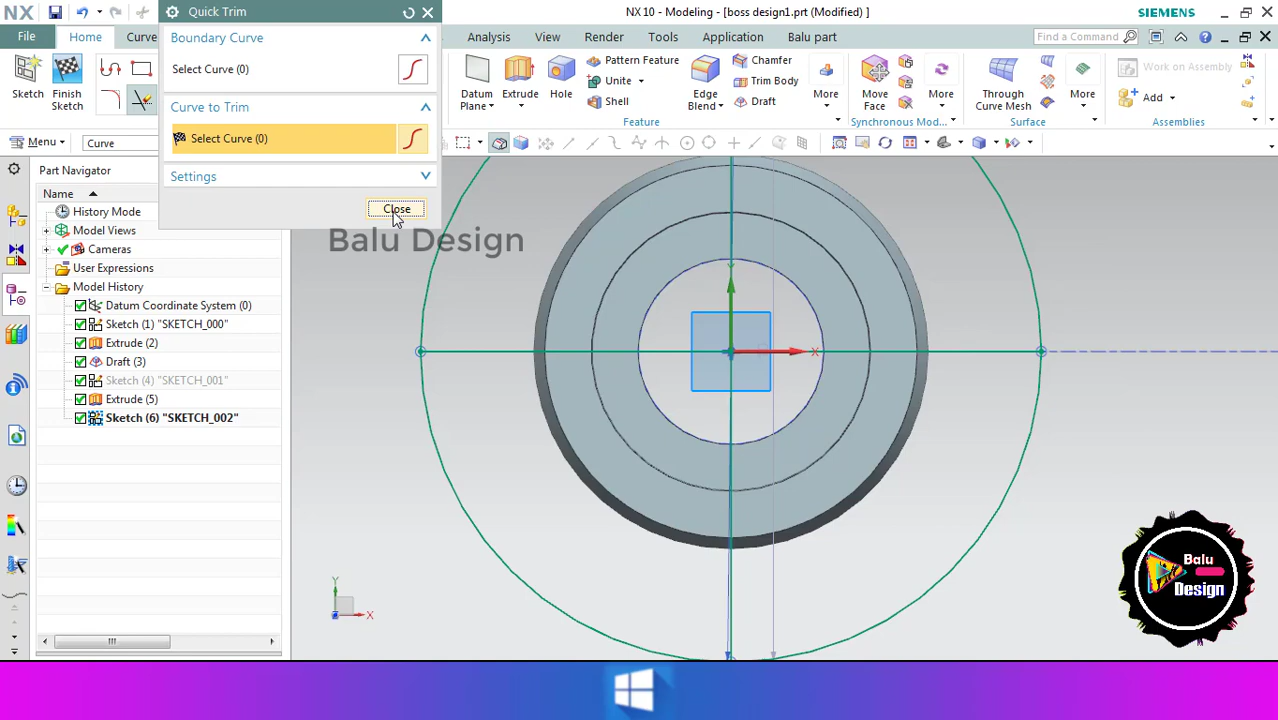 NX
Quick Trim
NX 10 - Modeling - [boss design1.prt (Modified) ]
SIEMENS
File
Home
Curve
Analysis
View
Render
Tools
Application
Balu part
Find a Command
Boundary Curve
Select Curve (0)
Curve to Trim
Select Curve (0)
Settings
Close
Sketch
Finish
Sketch
Datum
Plane
Extrude
Hole
Pattern Feature
Unite
Shell
Edge
Blend
Chamfer
Trim Body
Draft
More
Feature
Move
Face
More
Synchronous Mod...
Through
Curve Mesh
More
Surface
Work on Assembly
Add
Assemblies
Menu
Curve
Part Navigator
Name
History Mode
Model Views
Cameras
User Expressions
Model History
Datum Coordinate System (0)
Sketch (1) "SKETCH_000"
Extrude (2)
Draft (3)
Sketch (4) "SKETCH_001"
Extrude (5)
Sketch (6) "SKETCH_002"
Balu Design
Y
X
Y
X
Balu
Design